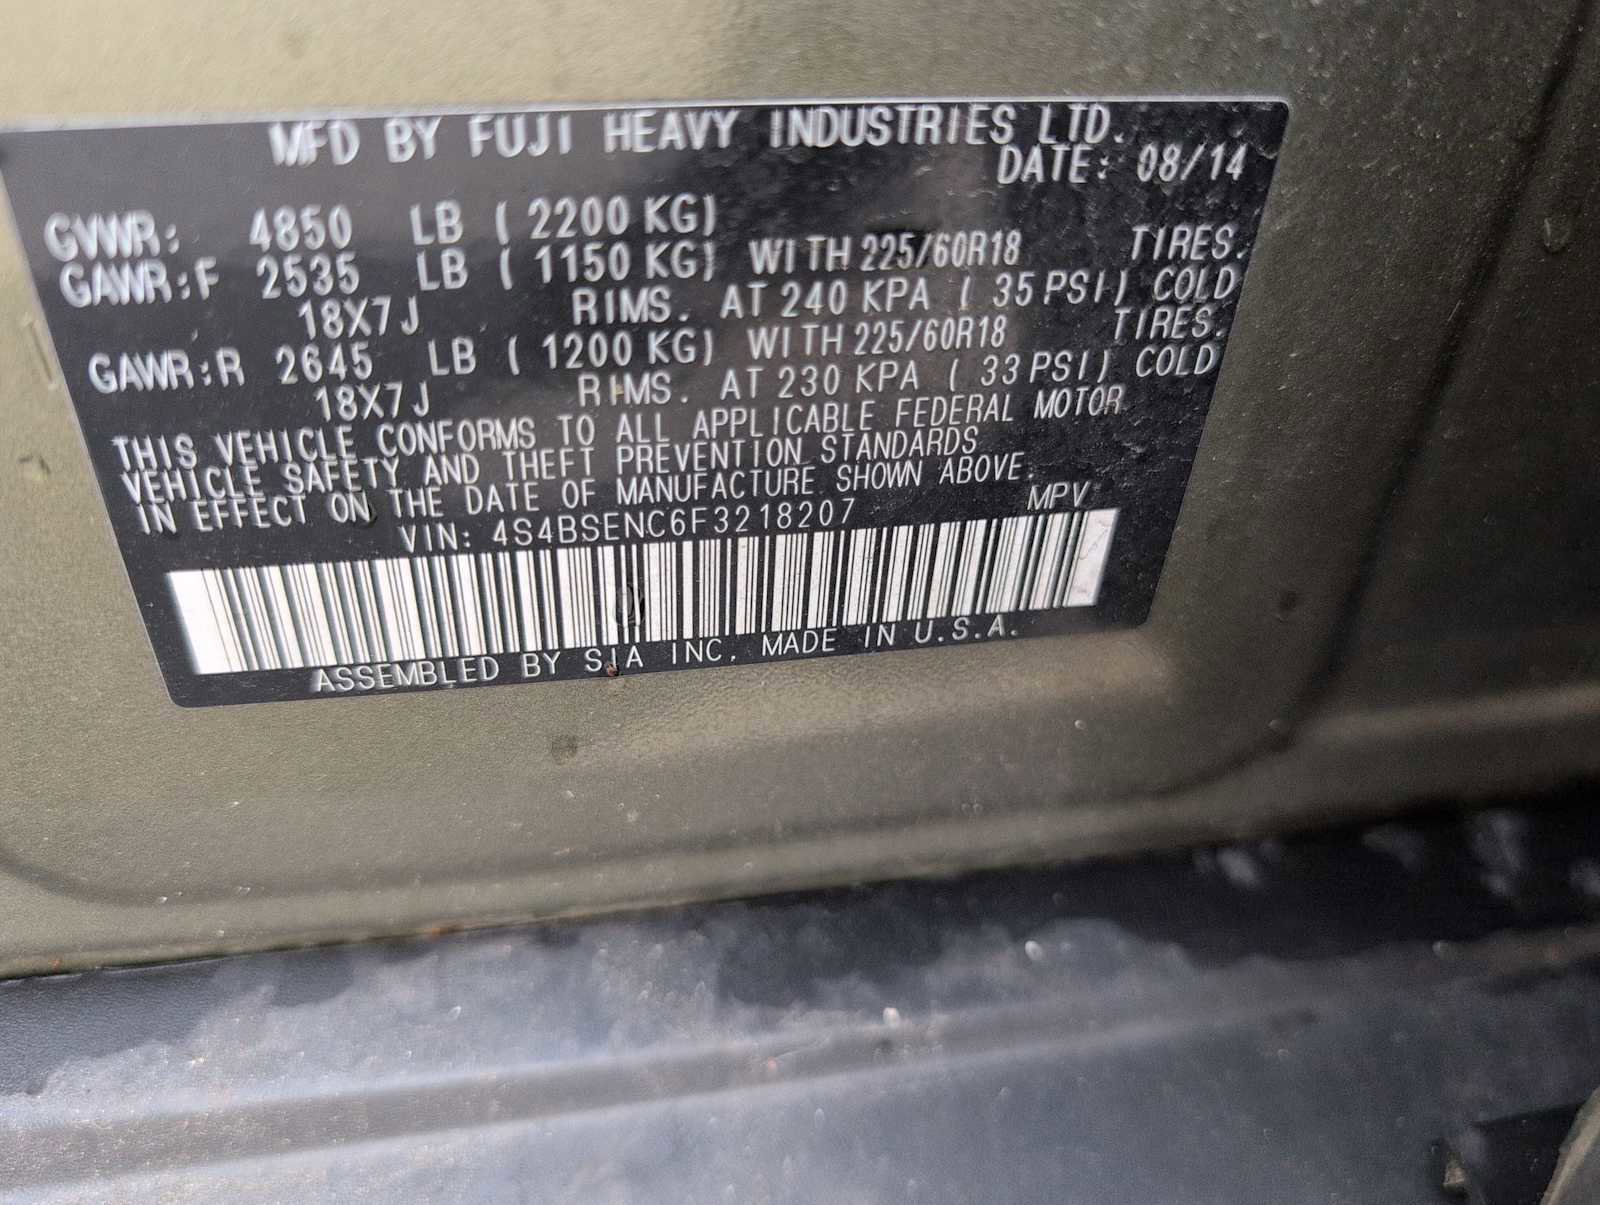 MFD BY FUJI HEAVY INDUSTRIES LTD.
DATE: 08/14
GVWR: 4850 LB ( 2200 KG)
GAWR:F 2535 LB ( 1150 KG) WITH 225/60R18 TIRES.
18X7J RIMS. AT 240 KPA ( 35 PSI) COLD
GAWR:R 2645 LB ( 1200 KG) WITH 225/60R18 TIRES.
18X7J RIMS. AT 230 KPA ( 33 PSI) COLD
THIS VEHICLE CONFORMS TO ALL APPLICABLE FEDERAL MOTOR
VEHICLE SAFETY AND THEFT PREVENTION STANDARDS
IN EFFECT ON THE DATE OF MANUFACTURE SHOWN ABOVE.
VIN: 4S4BSENC6F3218207 MPV
ASSEMBLED BY SIA INC. MADE IN U.S.A.